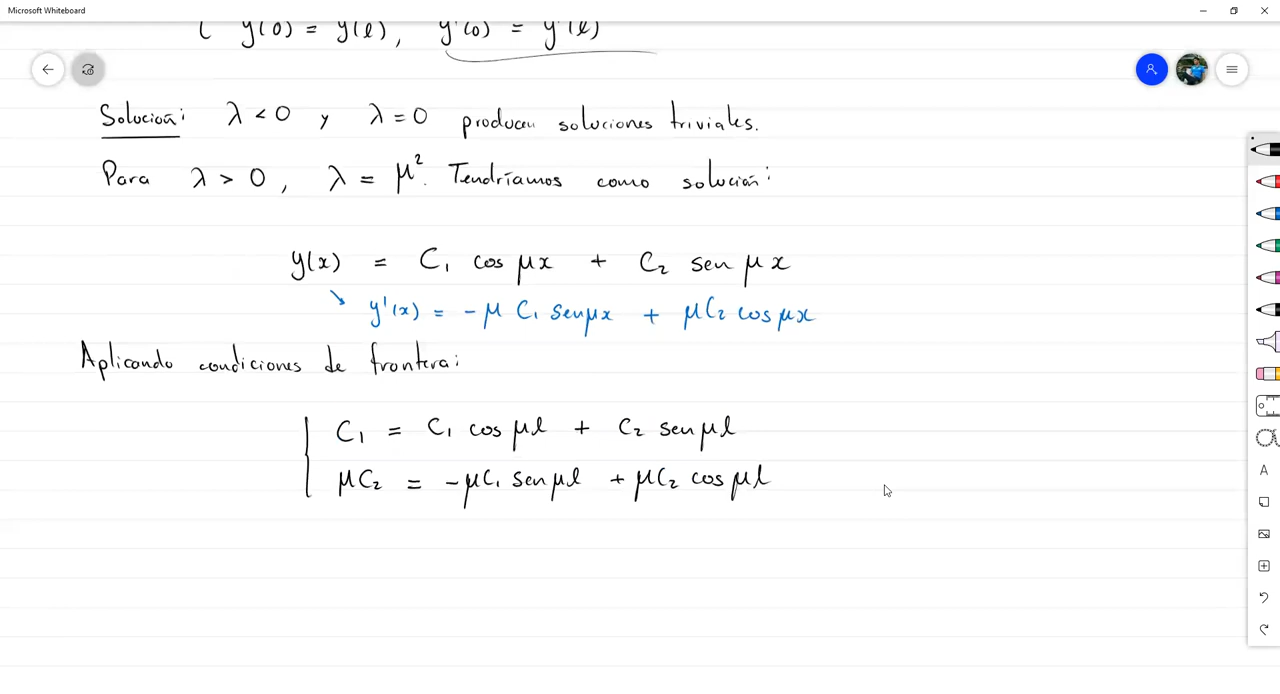 Microsoft Whiteboard
y(0) = y(l), y'(0) = y'(l)
Solución: λ < 0 y λ = 0 producen soluciones triviales.
Para λ > 0, λ = μ². Tendríamos como solución:
y(x) = C₁ cos μx + C₂ sen μx
y'(x) = -μ C₁ sen μx + μC₂ cos μx
Aplicando condiciones de frontera:
C₁ = C₁ cos μl + C₂ sen μl
μC₂ = -μC₁ sen μl + μC₂ cos μl
A